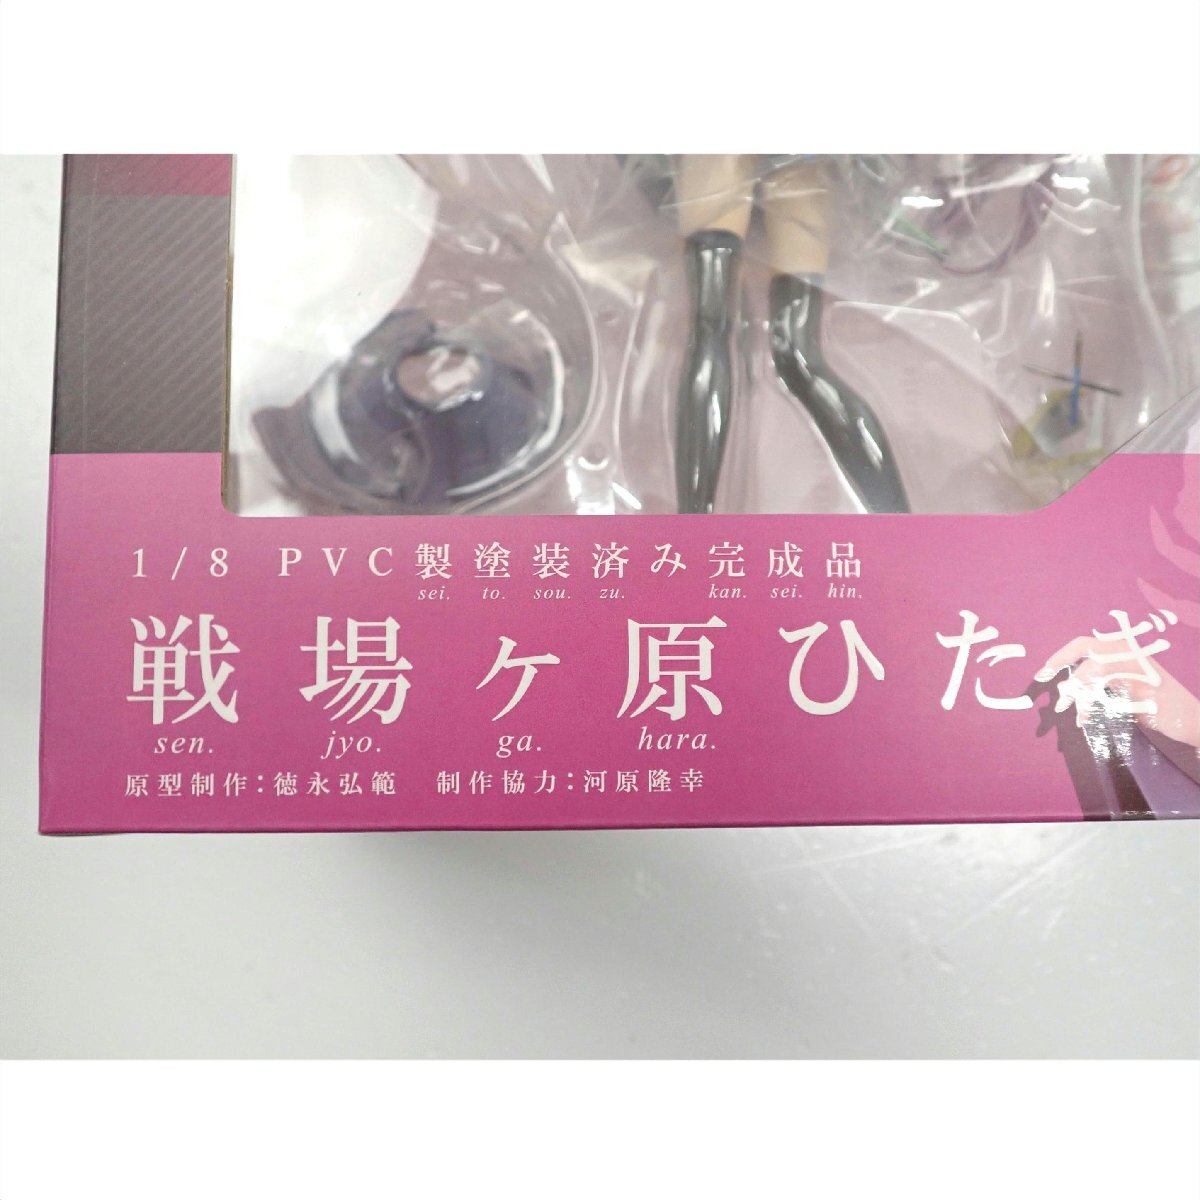 1/8 PVC製塗装済み完成品
sei. to. sou. zu. kan. sei. hin.
戦場ヶ原ひたぎ
sen. jyo. ga. hara.
原型制作：徳永弘範 制作協力：河原隆幸